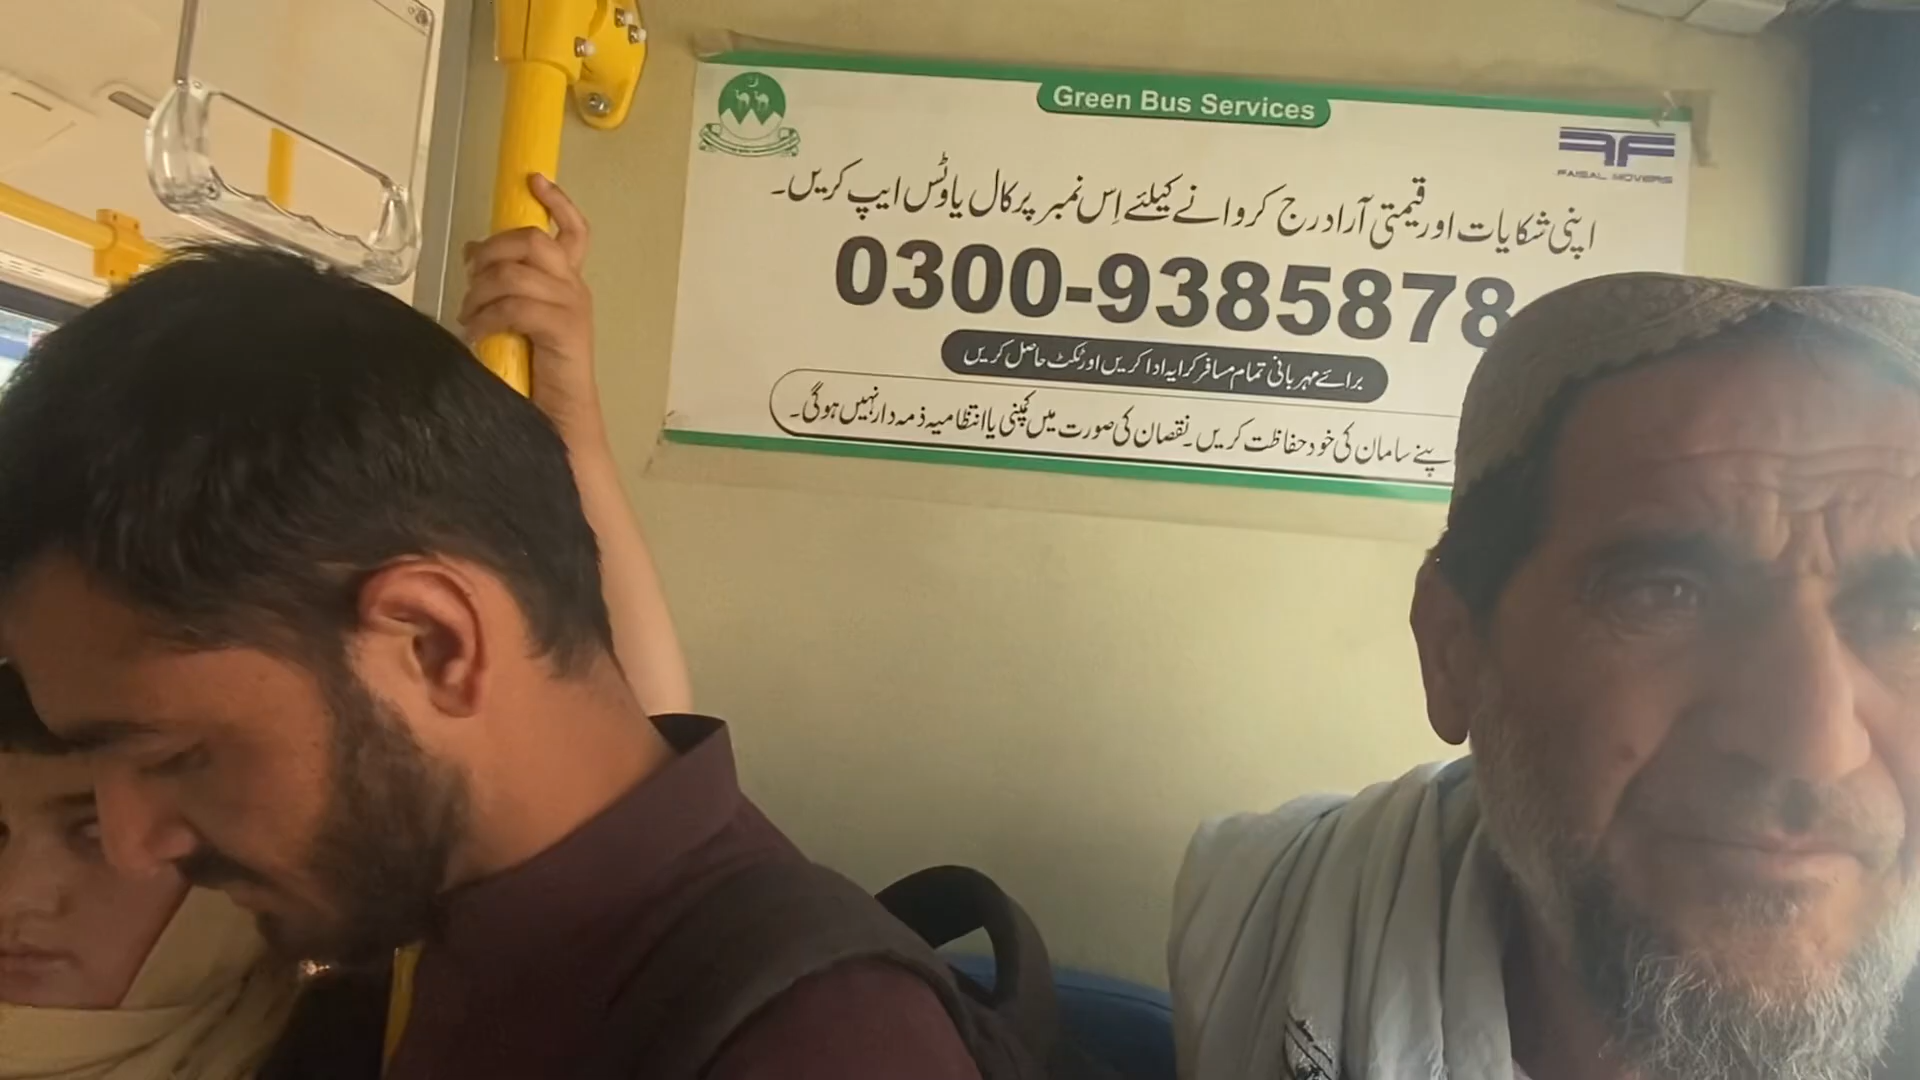 Green Bus Services
FAISAL MOVERS
اپنی شکایات اور قیمتی آرا درج کروانے کیلئے اِس نمبر پر کال یا وٹس ایپ کریں۔
0300-9385878
برائے مہربانی تمام مسافر کرایہ ادا کریں اور ٹکٹ حاصل کریں
پنے سامان کی خود حفاظت کریں۔ نقصان کی صورت میں کمپنی یا انتظامیہ ذمہ دار نہیں ہوگی۔